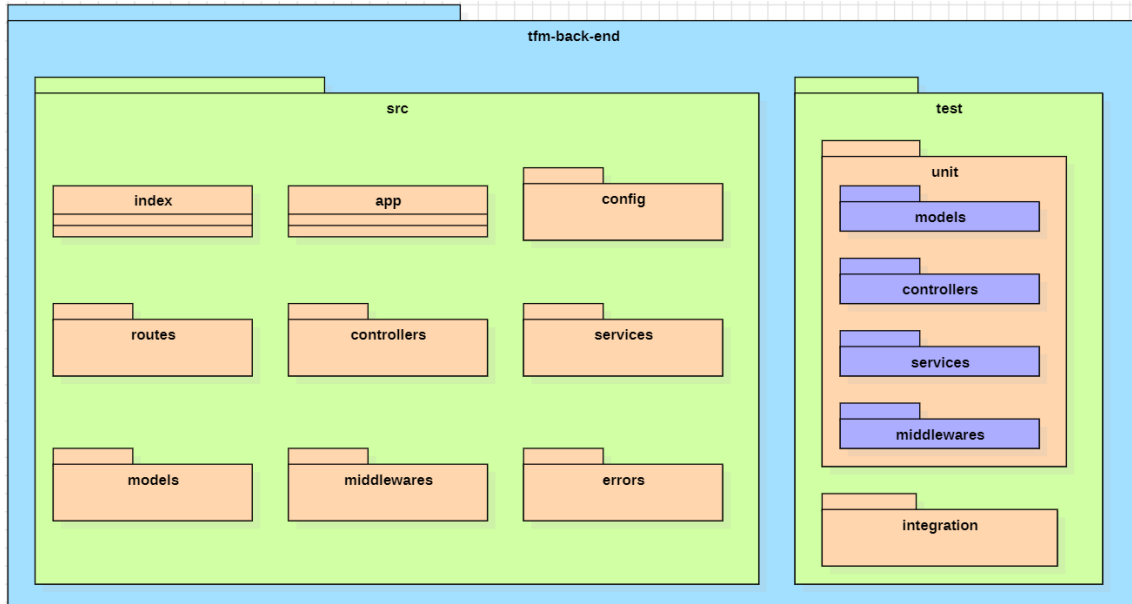 tfm-back-end
src
index
app
config
routes
controllers
services
models
middlewares
errors
test
unit
models
controllers
services
middlewares
integration